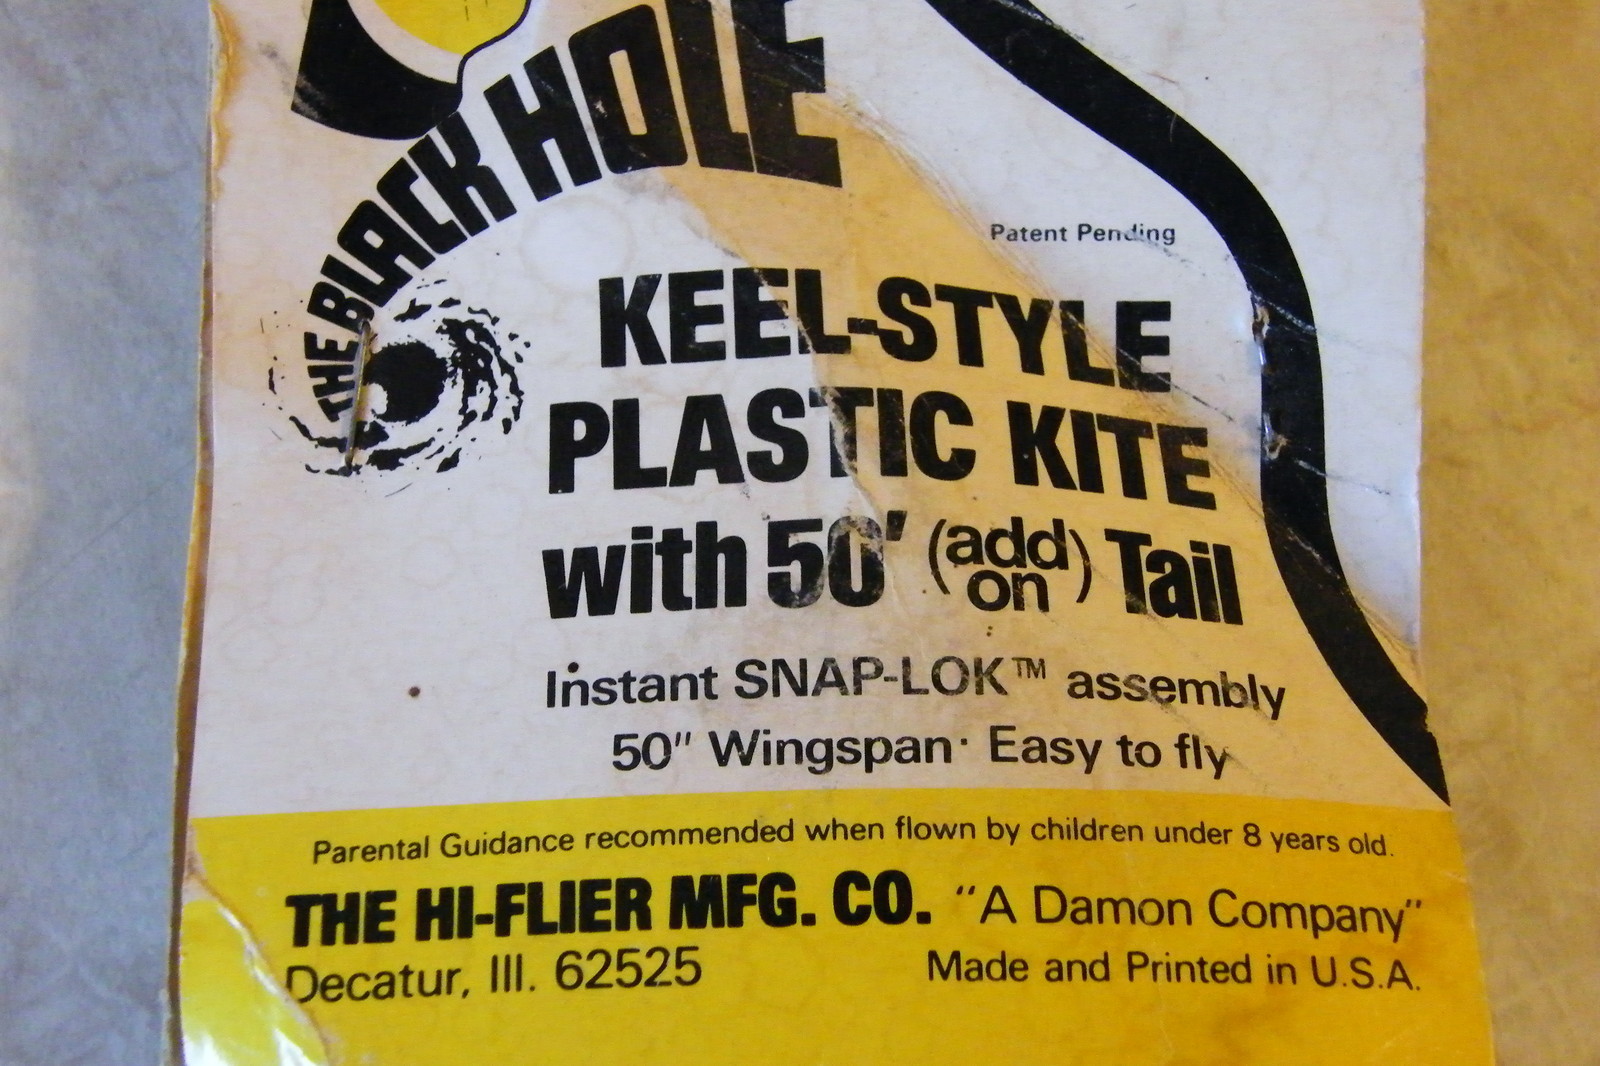 THE BLACK HOLE
Patent Pending
KEEL-STYLE
PLASTIC KITE
with 50' (add on) Tail
Instant SNAP-LOK™ assembly
50" Wingspan · Easy to fly
Parental Guidance recommended when flown by children under 8 years old.
THE HI-FLIER MFG. CO. "A Damon Company"
Decatur, Ill. 62525 Made and Printed in U.S.A.